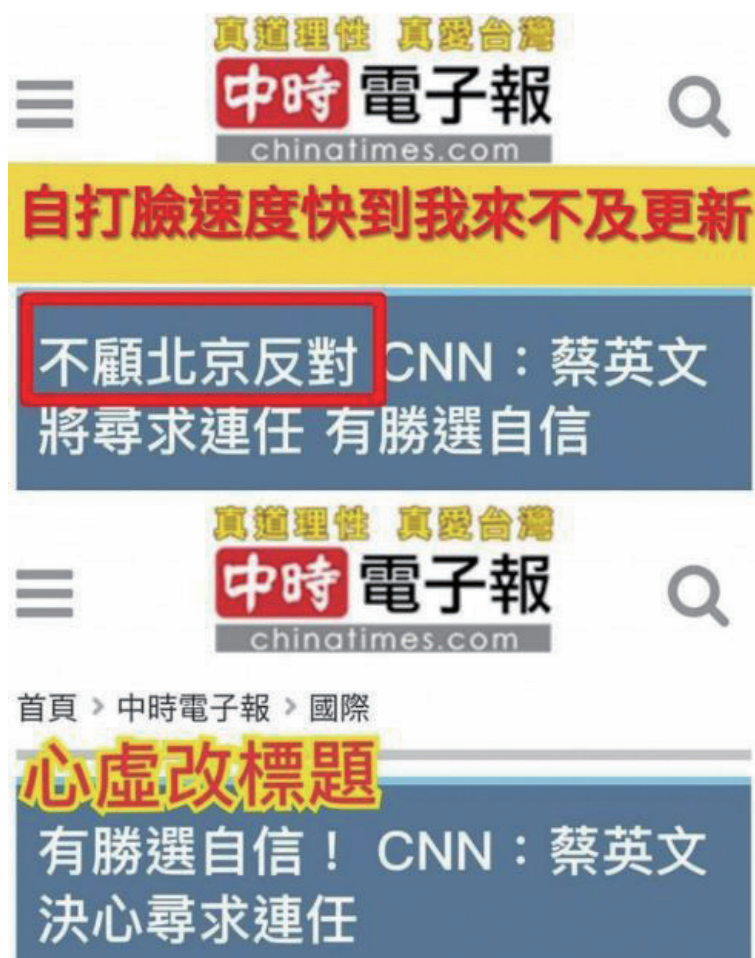 真道理性 真愛台灣
中時 電子報
chinatimes.com
自打臉速度快到我來不及更新
不顧北京反對 CNN：蔡英文
將尋求連任 有勝選自信
真道理性 真愛台灣
中時 電子報
chinatimes.com
首頁 > 中時電子報 > 國際
心虛改標題
有勝選自信！ CNN：蔡英文
決心尋求連任